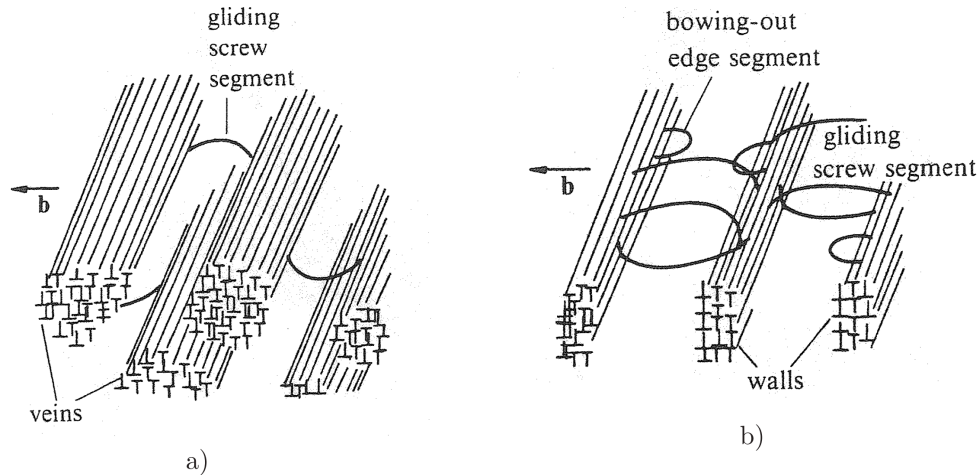 gliding
screw
segment
b
veins
a)
bowing-out
edge segment
b
gliding
screw segment
walls
b)